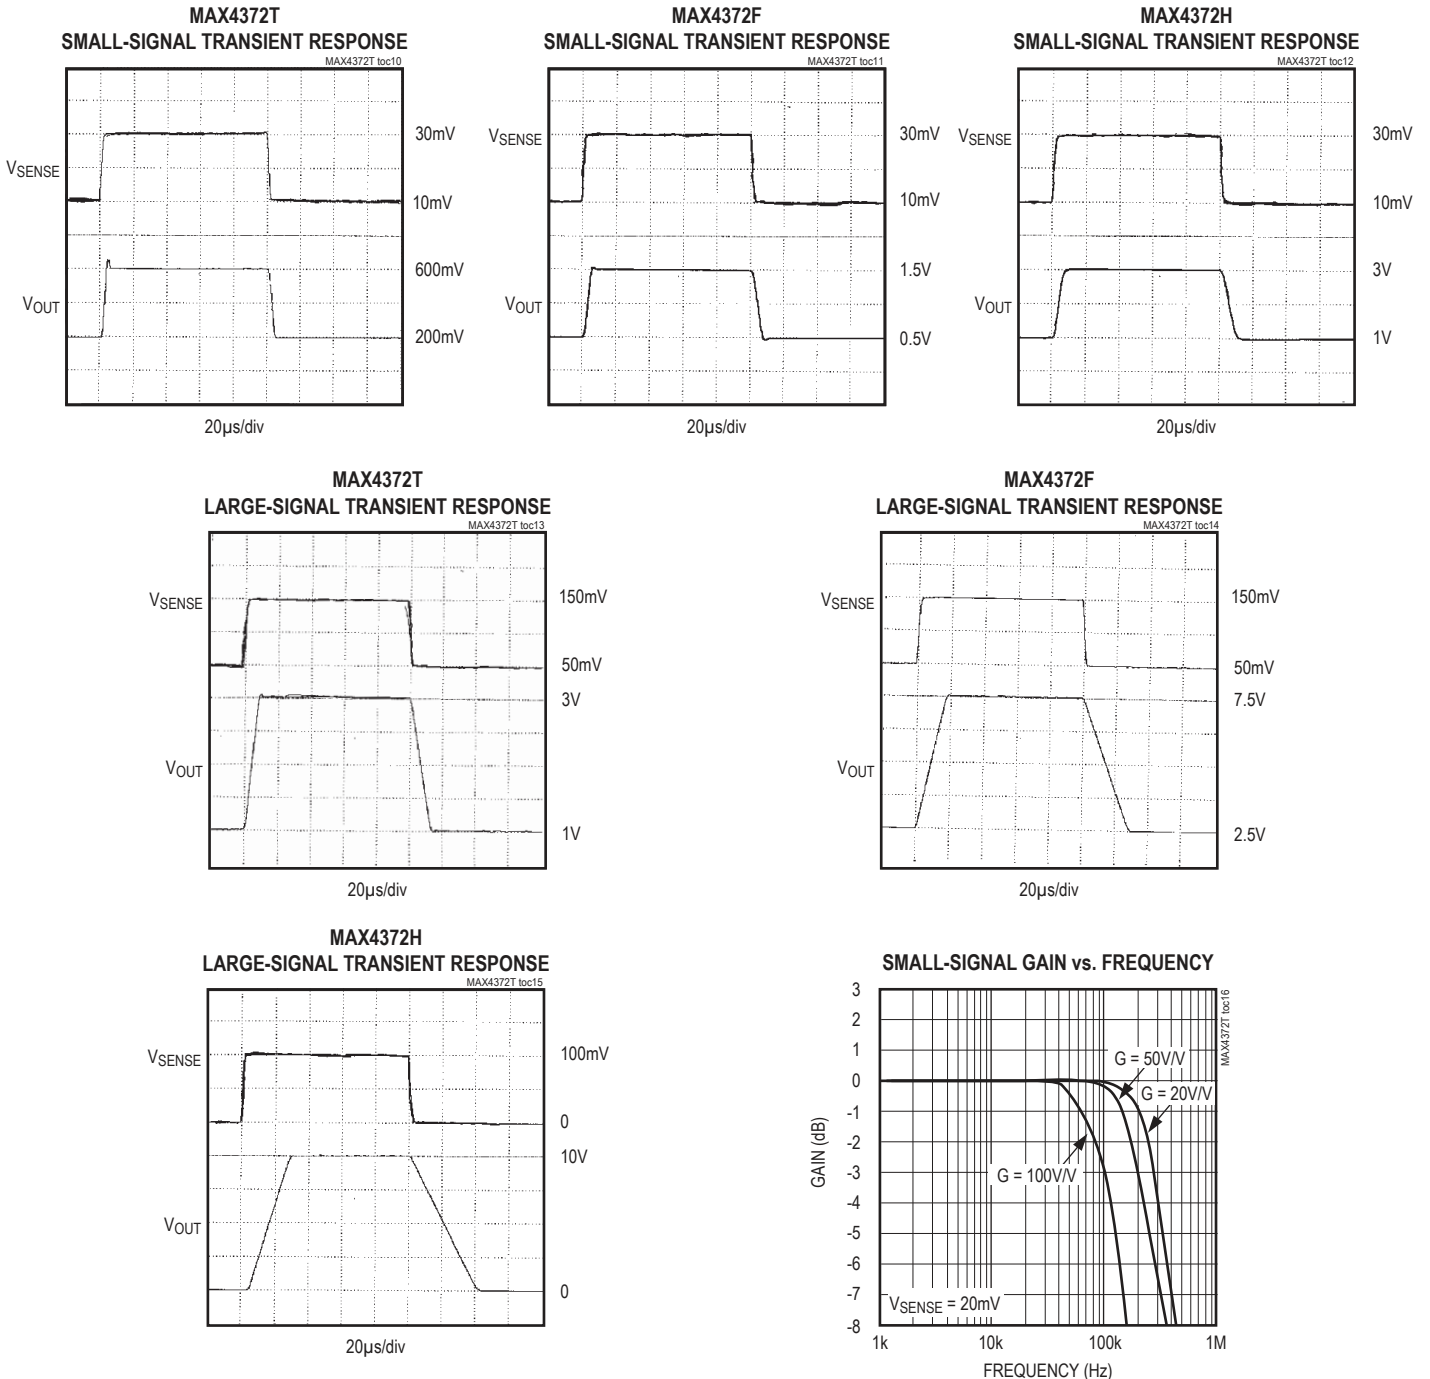 MAX4372T
SMALL-SIGNAL TRANSIENT RESPONSE
MAX4372T toc10
VSENSE
30mV
10mV
VOUT
600mV
200mV
20µs/div
MAX4372F
SMALL-SIGNAL TRANSIENT RESPONSE
MAX4372T toc11
VSENSE
30mV
10mV
VOUT
1.5V
0.5V
20µs/div
MAX4372H
SMALL-SIGNAL TRANSIENT RESPONSE
MAX4372T toc12
VSENSE
30mV
10mV
VOUT
3V
1V
20µs/div
MAX4372T
LARGE-SIGNAL TRANSIENT RESPONSE
MAX4372T toc13
VSENSE
150mV
50mV
3V
VOUT
1V
20µs/div
MAX4372F
LARGE-SIGNAL TRANSIENT RESPONSE
MAX4372T toc14
VSENSE
150mV
50mV
7.5V
VOUT
2.5V
20µs/div
MAX4372H
LARGE-SIGNAL TRANSIENT RESPONSE
MAX4372T toc15
VSENSE
100mV
0
10V
VOUT
0
20µs/div
SMALL-SIGNAL GAIN vs. FREQUENCY
MAX4372T toc16
GAIN (dB)
3
2
1
0
-1
-2
-3
-4
-5
-6
-7
-8
G = 50V/V
G = 20V/V
G = 100V/V
VSENSE = 20mV
1k
10k
100k
1M
FREQUENCY (Hz)